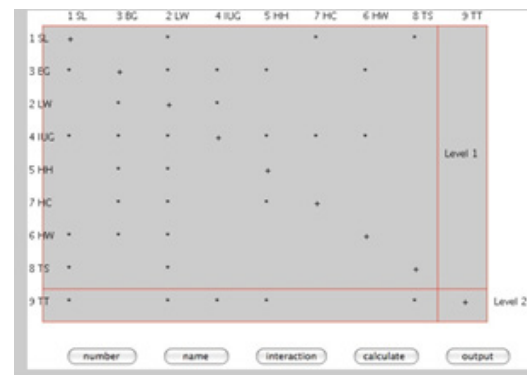 1 SL 3 BG 2 LW 4 IUG 5 HH 7 HC 6 HW 8 TS 9 TT
1 SL + * * *
3 BG * + * * * *
2 LW * + *
4 IUG * * * + * * *
5 HH * * +
7 HC * * * +
6 HW * * * +
8 TS * * +
9 TT * * * * * +
Level 1
Level 2
number name interaction calculate output